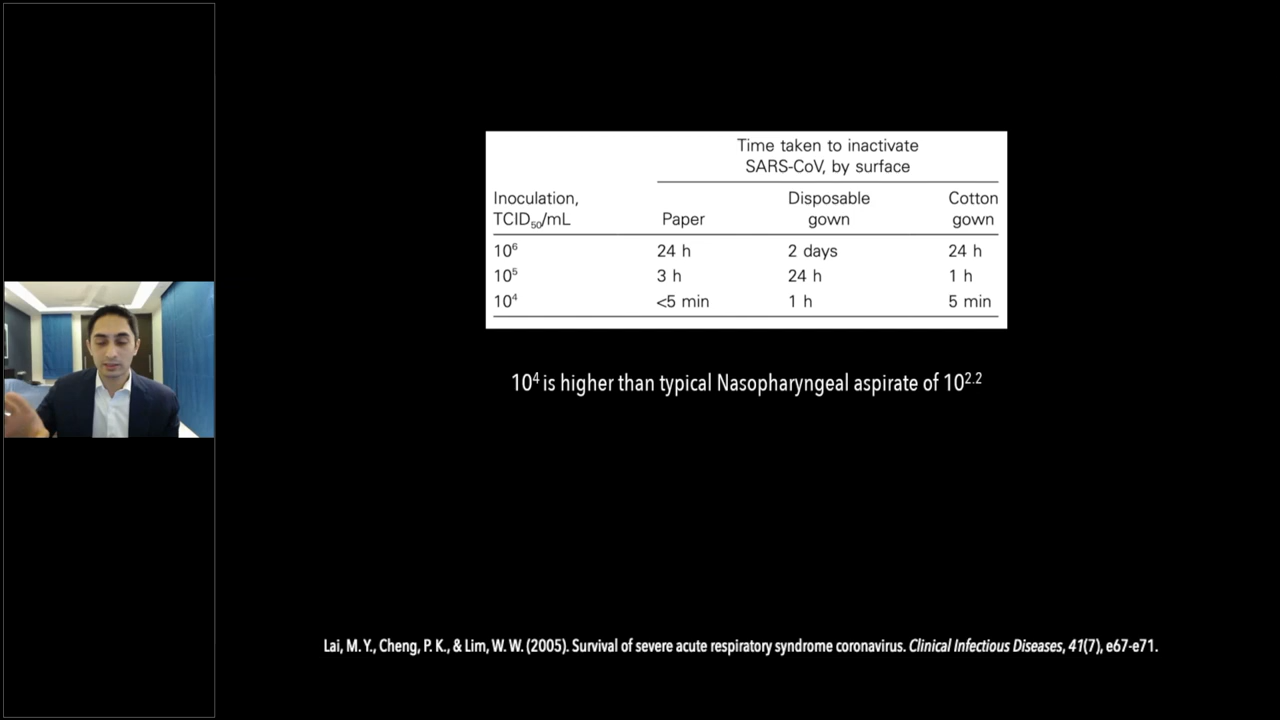 Time taken to inactivate
SARS-CoV, by surface
Inoculation, Disposable Cotton
TCID₅₀/mL Paper gown gown
10⁶ 24 h 2 days 24 h
10⁵ 3 h 24 h 1 h
10⁴ <5 min 1 h 5 min
10⁴ is higher than typical Nasopharyngeal aspirate of 10²·²
Lai, M. Y., Cheng, P. K., & Lim, W. W. (2005). Survival of severe acute respiratory syndrome coronavirus. Clinical Infectious Diseases, 41(7), e67-e71.